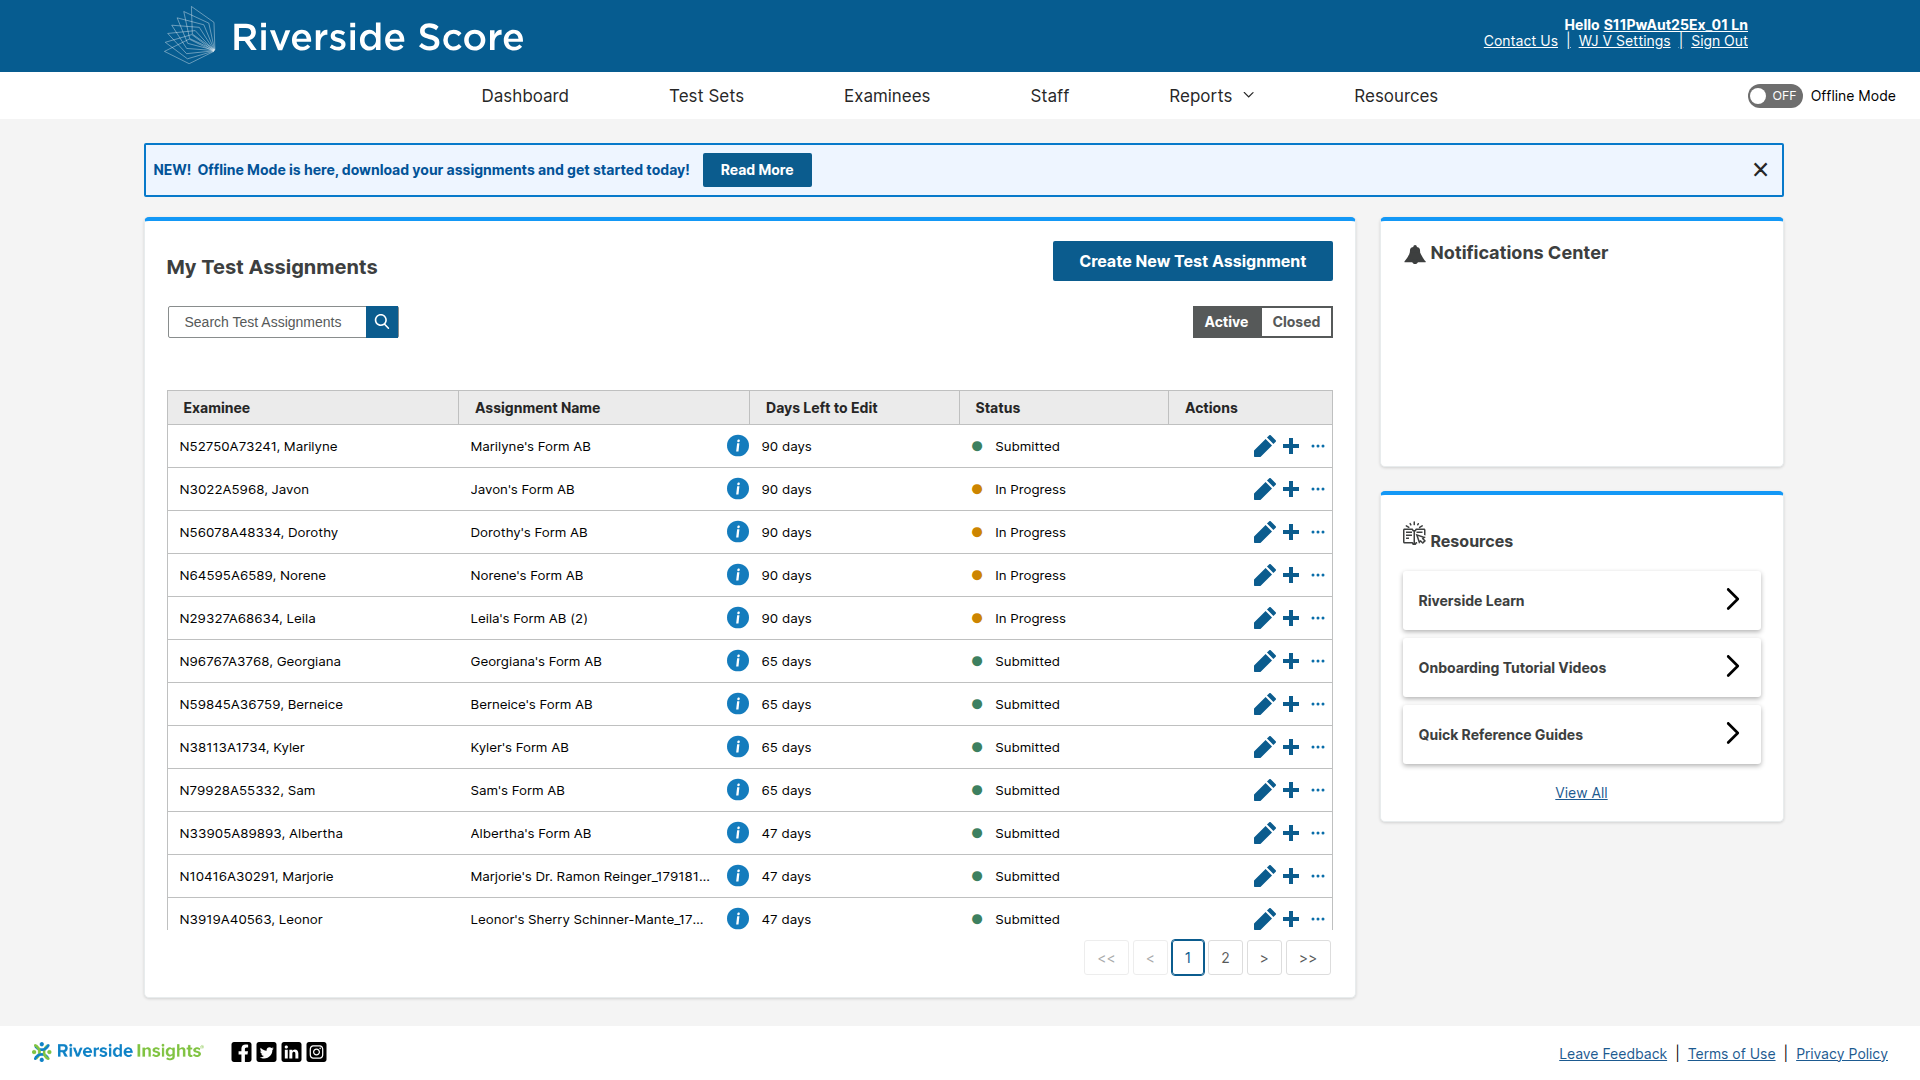 Riverside Score
Hello S11PwAut25Ex_01 Ln
Contact Us | WJ V Settings | Sign Out
Dashboard Test Sets Examinees Staff Reports Resources OFF Offline Mode
NEW! Offline Mode is here, download your assignments and get started today! Read More
My Test Assignments
Create New Test Assignment
Notifications Center
Search Test Assignments
Active Closed
Examinee Assignment Name Days Left to Edit Status Actions
N52750A73241, Marilyne Marilyne's Form AB i 90 days Submitted
N3022A5968, Javon Javon's Form AB i 90 days In Progress
N56078A48334, Dorothy Dorothy's Form AB i 90 days In Progress
N64595A6589, Norene Norene's Form AB i 90 days In Progress
N29327A68634, Leila Leila's Form AB (2) i 90 days In Progress
N96767A3768, Georgiana Georgiana's Form AB i 65 days Submitted
N59845A36759, Berneice Berneice's Form AB i 65 days Submitted
N38113A1734, Kyler Kyler's Form AB i 65 days Submitted
N79928A55332, Sam Sam's Form AB i 65 days Submitted
N33905A89893, Albertha Albertha's Form AB i 47 days Submitted
N10416A30291, Marjorie Marjorie's Dr. Ramon Reinger_179181... i 47 days Submitted
N3919A40563, Leonor Leonor's Sherry Schinner-Mante_17... i 47 days Submitted
<< < 1 2 > >>
Resources
Riverside Learn
Onboarding Tutorial Videos
Quick Reference Guides
View All
Riverside Insights
Leave Feedback | Terms of Use | Privacy Policy